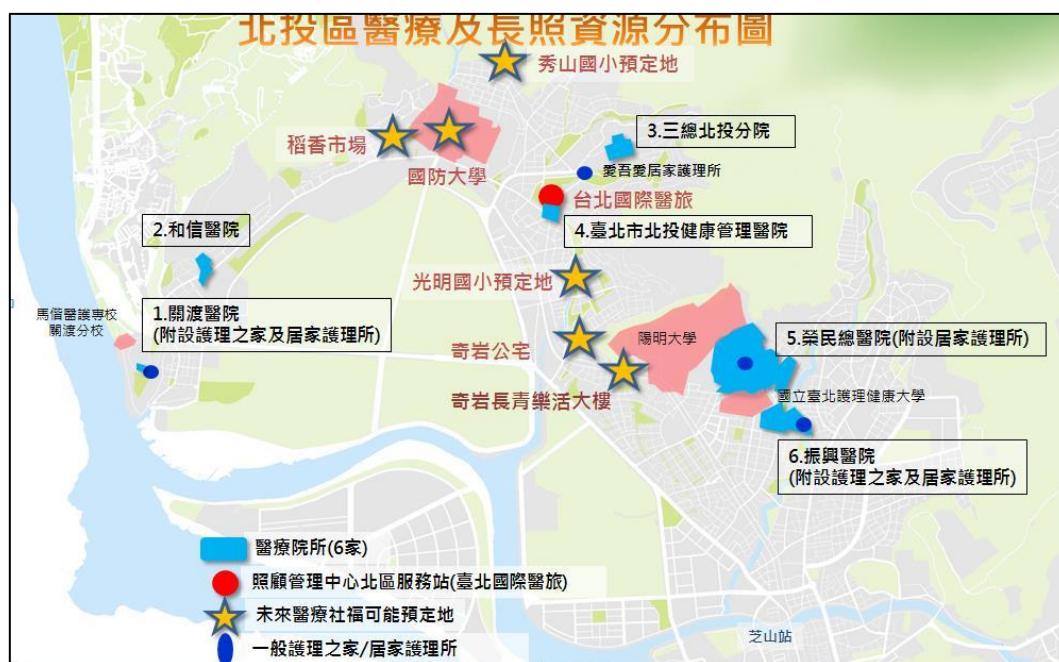 北投區醫療及長照資源分布圖
秀山國小預定地
稻香市場
國防大學
3.三總北投分院
愛吾愛居家護理所
台北國際醫旅
4.臺北市北投健康管理醫院
2.和信醫院
光明國小預定地
馬偕醫護專校
關渡分校
1.關渡醫院
(附設護理之家及居家護理所)
奇岩公宅
陽明大學
5.榮民總醫院(附設居家護理所)
奇岩長青樂活大樓
國立臺北護理健康大學
6.振興醫院
(附設護理之家及居家護理所)
醫療院所(6家)
照顧管理中心北區服務站(臺北國際醫旅)
未來醫療社福可能預定地
一般護理之家/居家護理所
芝山站